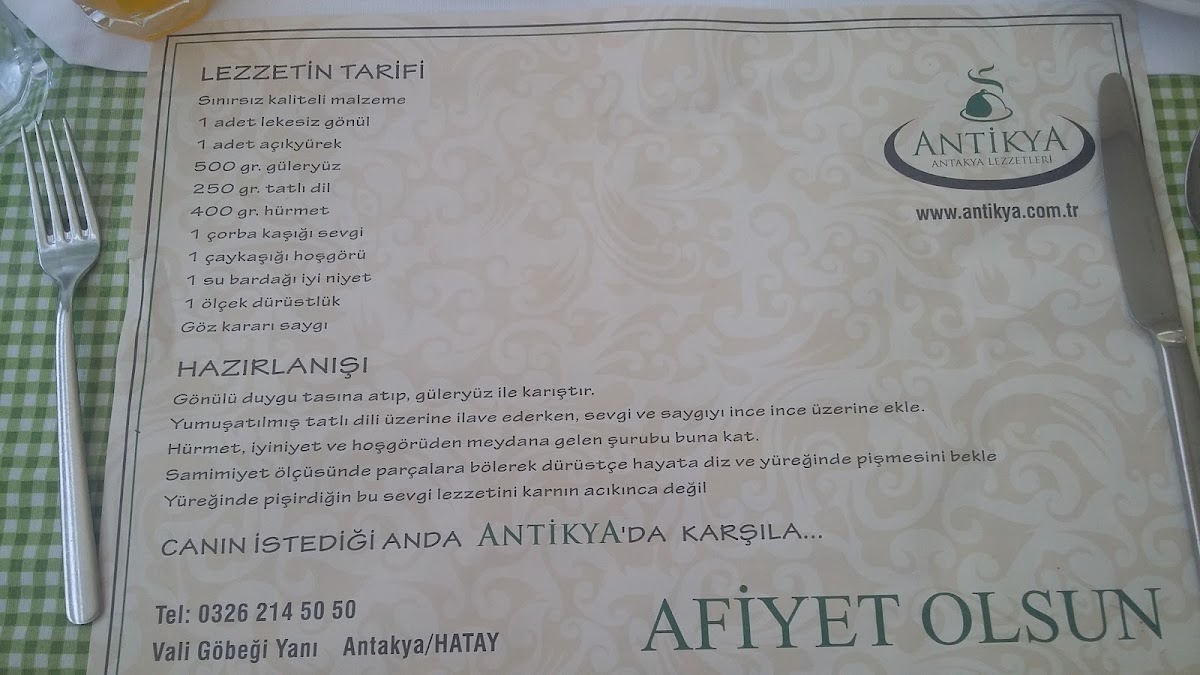 LEZZETİN TARİFİ
Sınırsız kaliteli malzeme
1 adet lekesiz gönül
1 adet açıkyürek
500 gr. güleryüz
250 gr. tatlı dil
400 gr. hürmet
1 çorba kaşığı sevgi
1 çaykaşığı hoşgörü
1 su bardağı iyi niyet
1 ölçek dürüstlük
Göz kararı saygı
ANTİKYA
ANTAKYA LEZZETLERİ
www.antikya.com.tr
HAZIRLANIŞI
Gönülü duygu tasına atıp, güleryüz ile karıştır.
Yumuşatılmış tatlı dili üzerine ilave ederken, sevgi ve saygıyı ince ince üzerine ekle.
Hürmet, iyiniyet ve hoşgörüden meydana gelen şurubu buna kat.
Samimiyet ölçüsünde parçalara bölerek dürüstçe hayata diz ve yüreğinde pişmesini bekle
Yüreğinde pişirdiğin bu sevgi lezzetini karnın acıkınca değil
CANIN İSTEDİĞİ ANDA ANTİKYA'DA KARŞILA...
Tel: 0326 214 50 50
Vali Göbeği Yanı Antakya/HATAY
AFİYET OLSUN